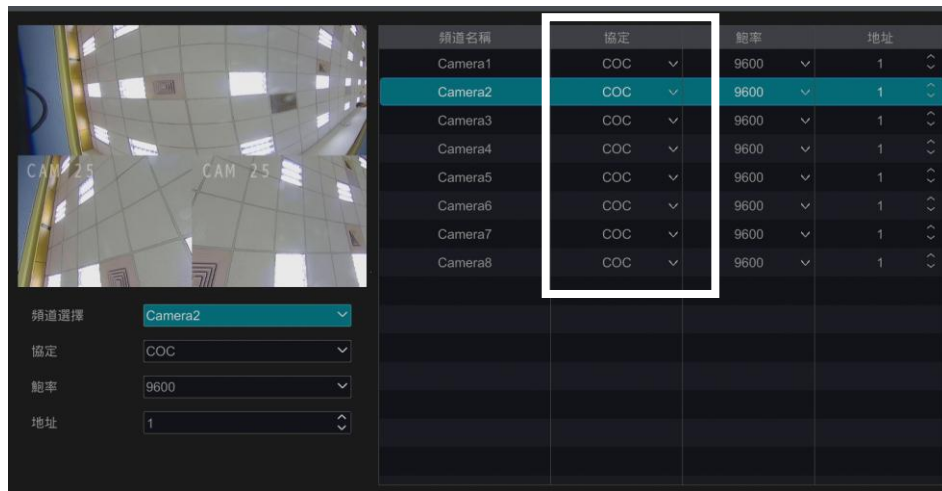 CAM 25
CAM 25
頻道選擇 Camera2
協定 COC
鮑率 9600
地址 1
頻道名稱 協定 鮑率 地址
Camera1 COC 9600 1
Camera2 COC 9600 1
Camera3 COC 9600 1
Camera4 COC 9600 1
Camera5 COC 9600 1
Camera6 COC 9600 1
Camera7 COC 9600 1
Camera8 COC 9600 1